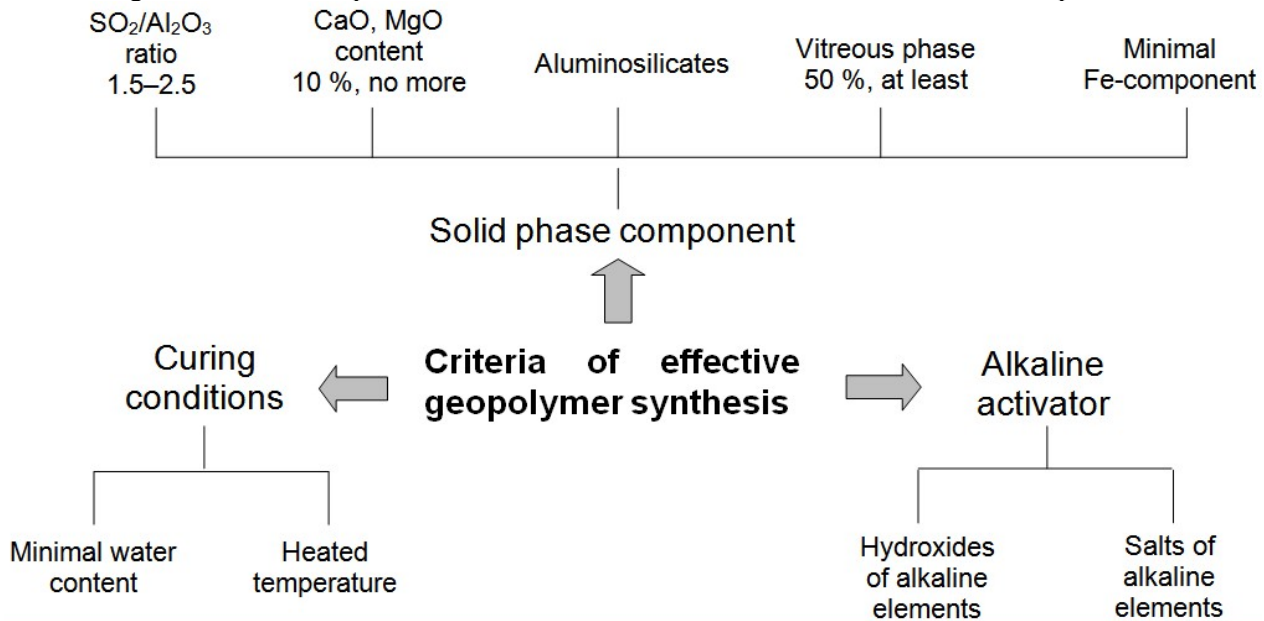 SO₂/Al₂O₃
ratio
1.5–2.5
CaO, MgO
content
10 %, no more
Aluminosilicates
Vitreous phase
50 %, at least
Minimal
Fe-component
Solid phase component
Curing
conditions
Criteria of effective
geopolymer synthesis
Alkaline
activator
Minimal water
content
Heated
temperature
Hydroxides
of alkaline
elements
Salts of
alkaline
elements